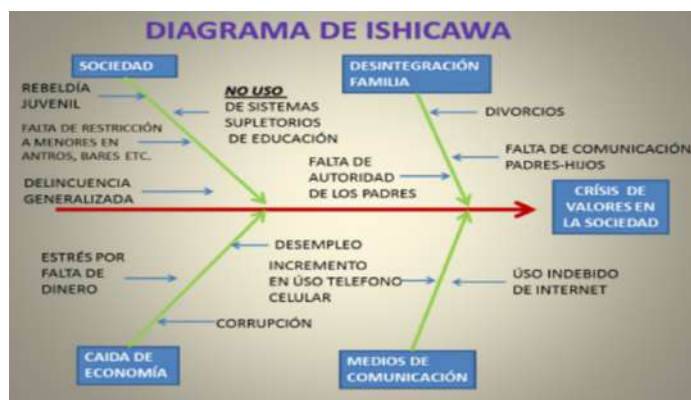 DIAGRAMA DE ISHICAWA
SOCIEDAD
REBELDÍA
JUVENIL
NO USO
DE SISTEMAS
SUPLETORIOS
DE EDUCACIÓN
FALTA DE RESTRICCIÓN
A MENORES EN
ANTROS, BARES ETC.
DELINCUENCIA
GENERALIZADA
DESINTEGRACIÓN
FAMILIA
DIVORCIOS
FALTA DE COMUNICACIÓN
PADRES-HIJOS
FALTA DE
AUTORIDAD
DE LOS PADRES
CRÍSIS DE
VALORES EN
LA SOCIEDAD
ESTRÉS POR
FALTA DE
DINERO
DESEMPLEO
CORRUPCIÓN
CAIDA DE
ECONOMÍA
INCREMENTO
EN ÚSO TELEFONO
CELULAR
ÚSO INDEBIDO
DE INTERNET
MEDIOS DE
COMUNICACIÓN